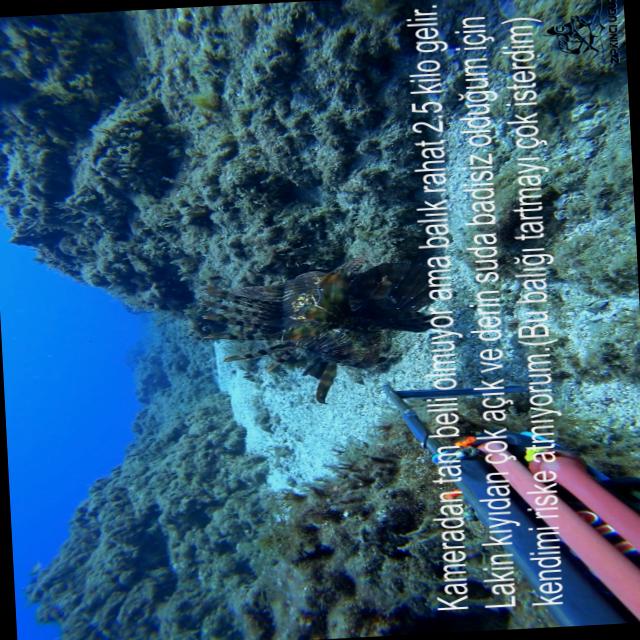 Kameradan tam belli olmuyor ama balık rahat 2.5 kilo gelir.
Lakin kıyıdan çok açık ve derin suda badisiz olduğum için
kendimi riske atmıyorum.(Bu balığı tartmayı çok isterdim)